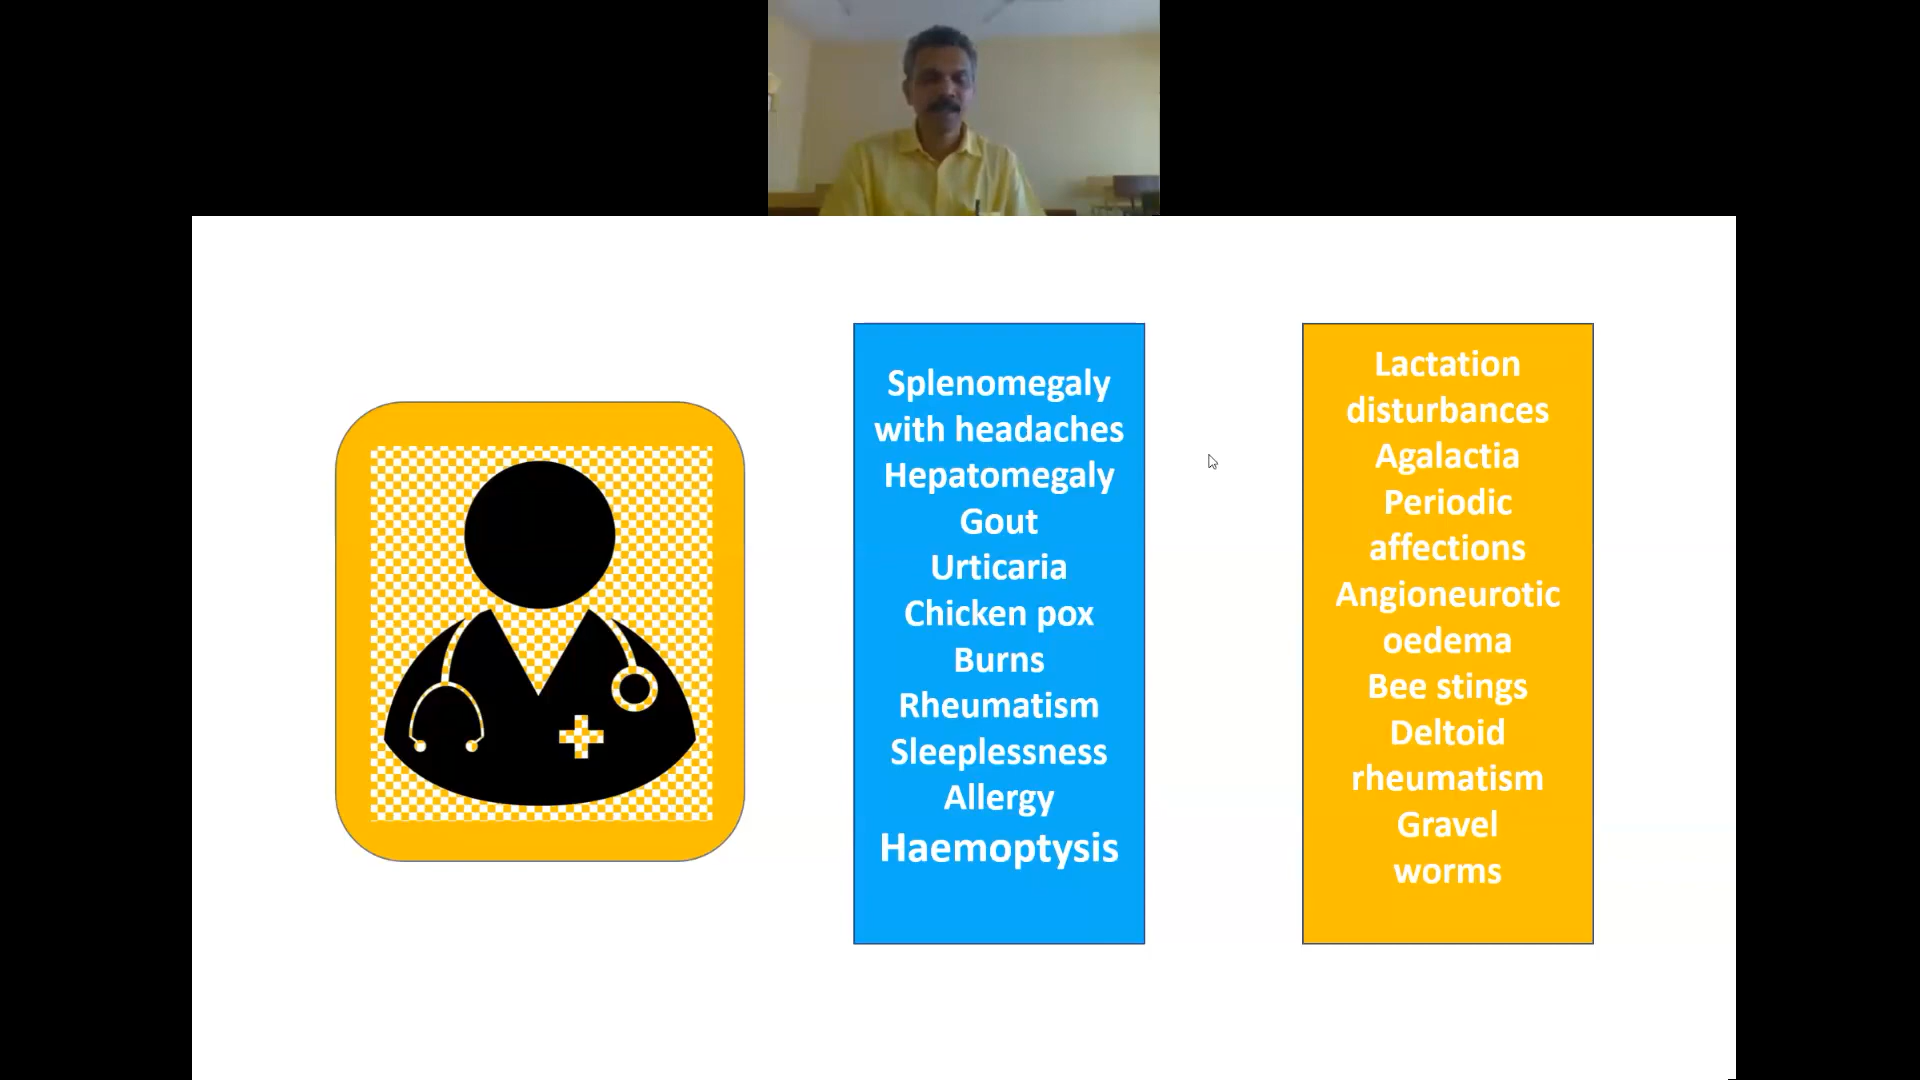 Splenomegaly
with headaches
Hepatomegaly
Gout
Urticaria
Chicken pox
Burns
Rheumatism
Sleeplessness
Allergy
Haemoptysis
Lactation
disturbances
Agalactia
Periodic
affections
Angioneurotic
oedema
Bee stings
Deltoid
rheumatism
Gravel
worms